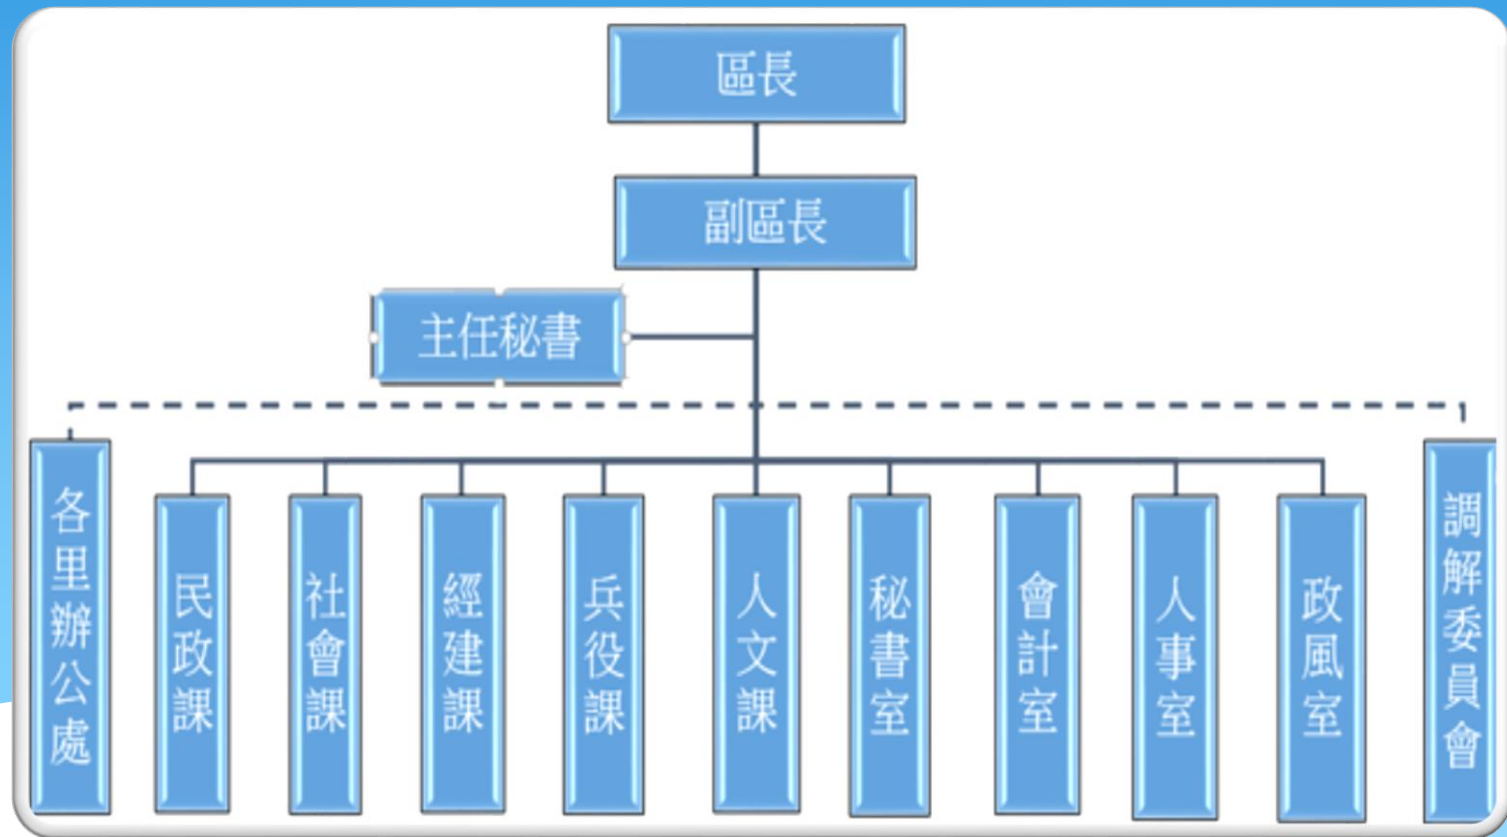 區長
副區長
主任秘書
各里辦公處
民政課
社會課
經建課
兵役課
人文課
秘書室
會計室
人事室
政風室
調解委員會